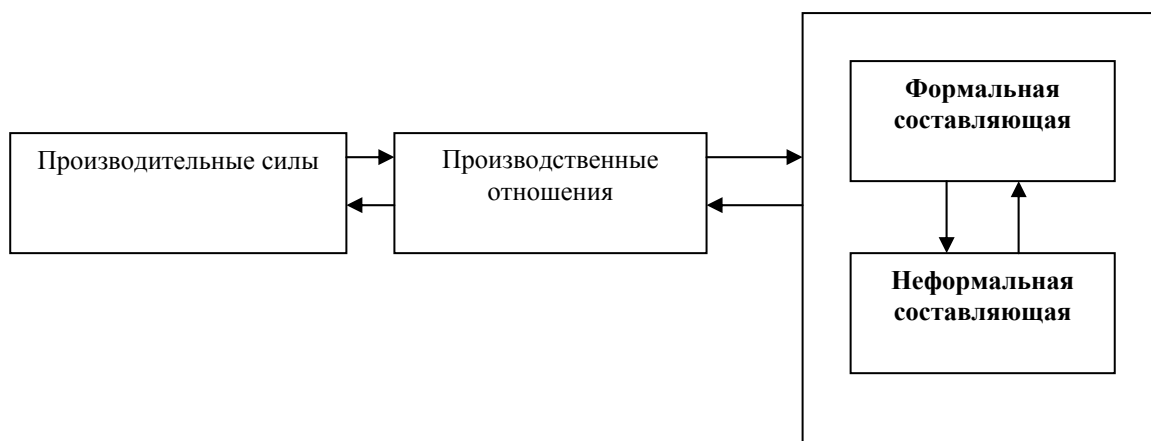 Производительные силы
Производственные
отношения
Формальная
составляющая
Неформальная
составляющая